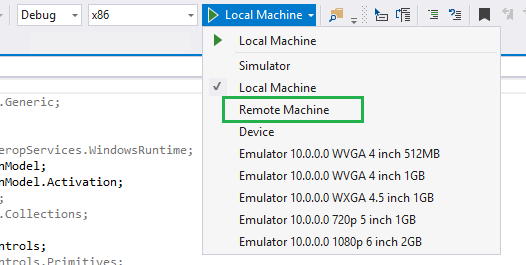 Debug x86 Local Machine
Local Machine
Simulator
Local Machine
Remote Machine
Device
Emulator 10.0.0.0 WVGA 4 inch 512MB
Emulator 10.0.0.0 WVGA 4 inch 1GB
Emulator 10.0.0.0 WXGA 4.5 inch 1GB
Emulator 10.0.0.0 720p 5 inch 1GB
Emulator 10.0.0.0 1080p 6 inch 2GB
.Generic;
eropServices.WindowsRuntime;
nModel;
nModel.Activation;
;
.Collections;
ntrols;
ntrols.Primitives;